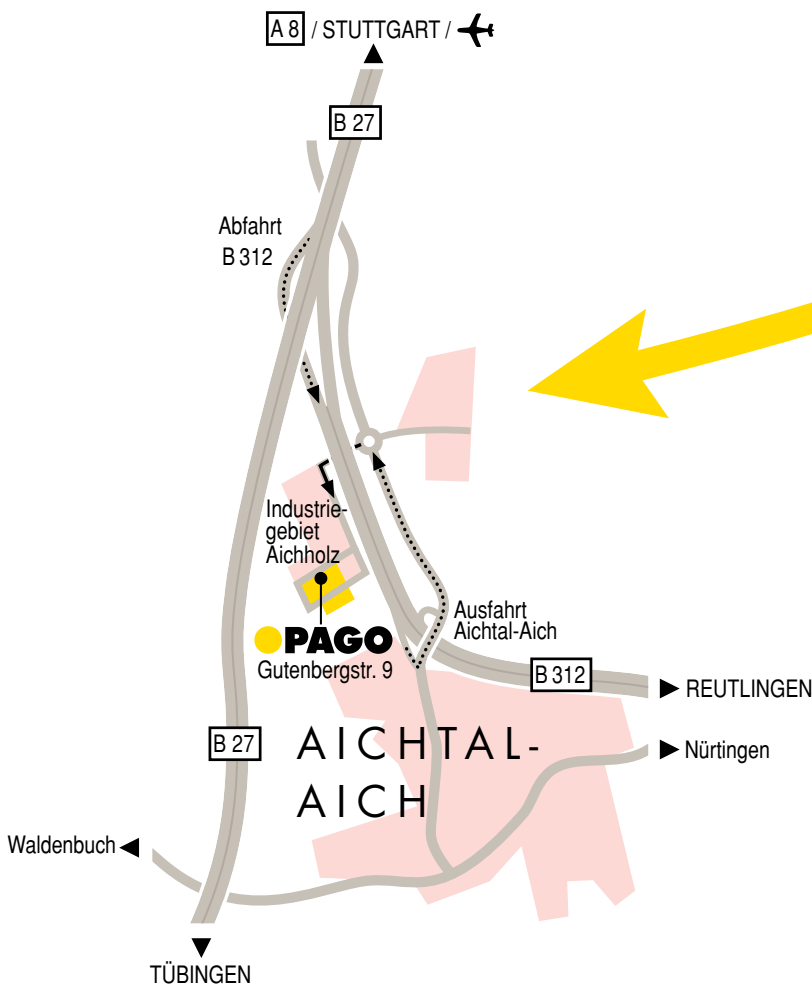 A 8 / STUTTGART /
B 27
Abfahrt
B 312
Industrie-
gebiet
Aichholz
PAGO
Gutenbergstr. 9
Ausfahrt
Aichtal-Aich
B 312
REUTLINGEN
B 27
AICHTAL-
AICH
Nürtingen
Waldenbuch
TÜBINGEN